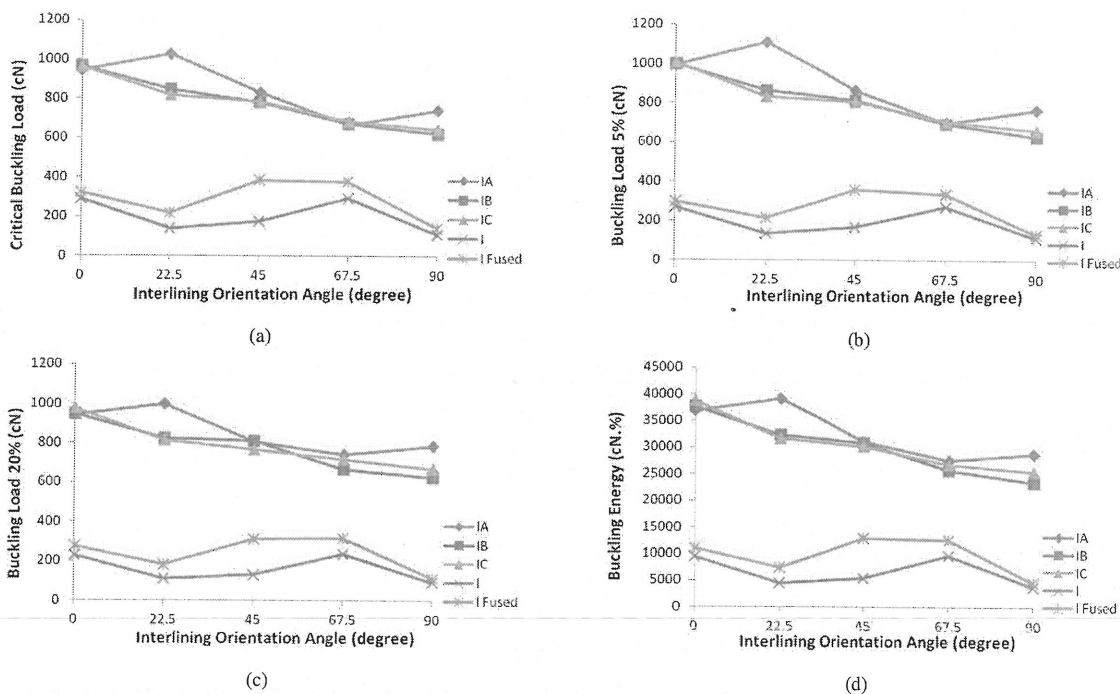 1200
1000
800
600
400
200
0
Critical Buckling Load (cN)
0 22.5 45 67.5 90
Interlining Orientation Angle (degree)
IA
IB
IC
I
I Fused
(a)
1200
1000
800
600
400
200
0
Buckling Load 5% (cN)
0 22.5 45 67.5 90
Interlining Orientation Angle (degree)
IA
IB
IC
I
I Fused
(b)
1200
1000
800
600
400
200
0
Buckling Load 20% (cN)
0 22.5 45 67.5 90
Interlining Orientation Angle (degree)
IA
IB
IC
I
I Fused
(c)
45000
40000
35000
30000
25000
20000
15000
10000
5000
0
Buckling Energy (cN.%)
0 22.5 45 67.5 90
Interlining Orientation Angle (degree)
IA
IB
IC
I
I Fused
(d)